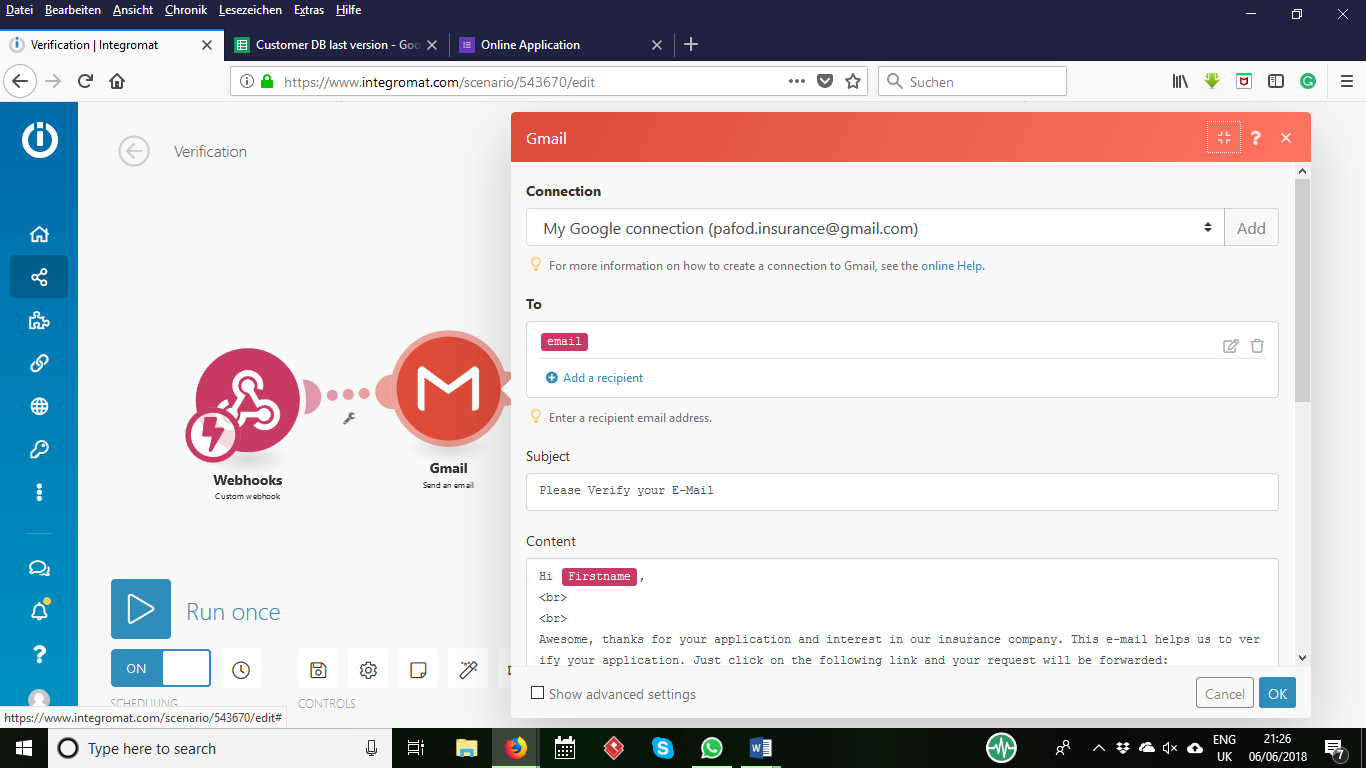 Datei Bearbeiten Ansicht Chronik Lesezeichen Extras Hilfe
Verification | Integromat
Customer DB last version - Goo
Online Application
https://www.integromat.com/scenario/543670/edit
Suchen
Verification
Gmail
Connection
My Google connection (pafod.insurance@gmail.com)
Add
For more information on how to create a connection to Gmail, see the online Help.
To
email
Add a recipient
Enter a recipient email address.
Subject
Please Verify your E-Mail
Content
Hi Firstname ,
<br>
<br>
Awesome, thanks for your application and interest in our insurance company. This e-mail helps us to ver
ify your application. Just click on the following link and your request will be forwarded:
Show advanced settings
Cancel
OK
Webhooks
Custom webhook
Gmail
Send an email
Run once
ON
SCHEDULING
CONTROLS
https://www.integromat.com/scenario/543670/edit#
Type here to search
ENG
UK
21:26
06/06/2018
7